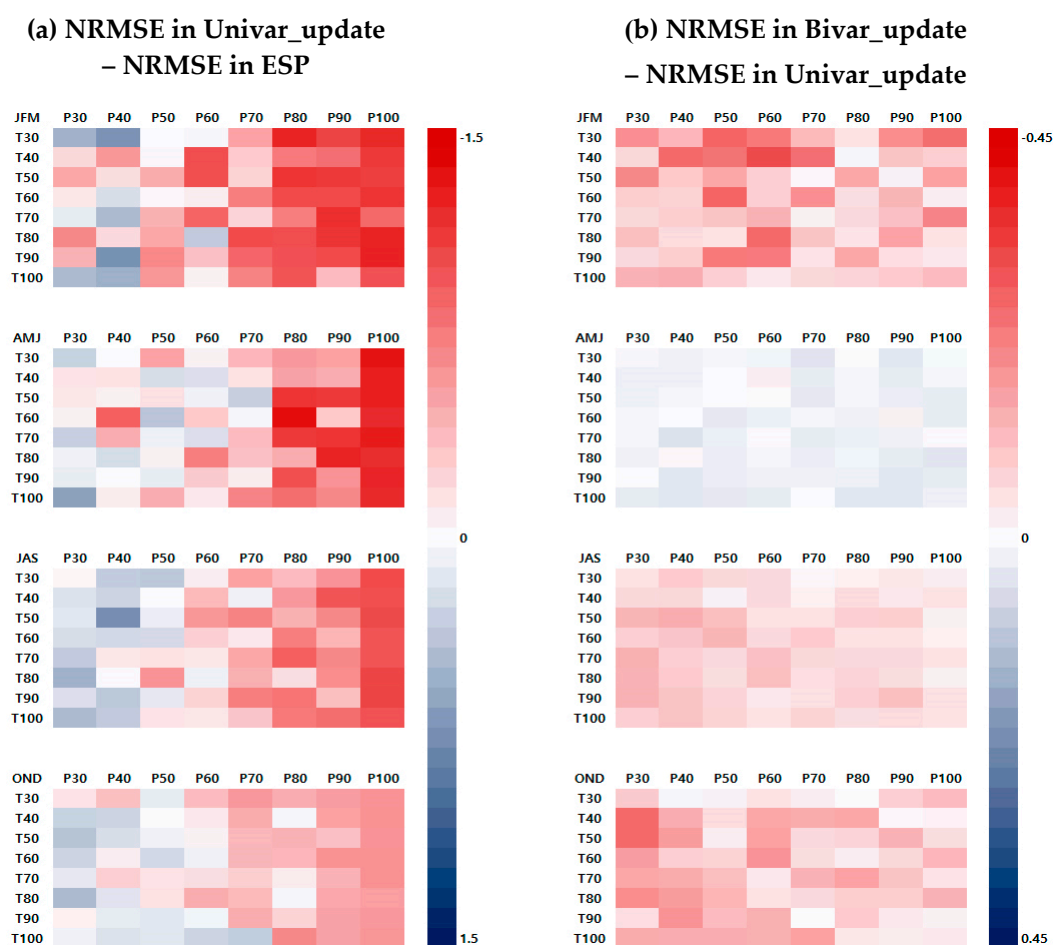 (a) NRMSE in Univar_update
– NRMSE in ESP
JFM P30 P40 P50 P60 P70 P80 P90 P100
T30
T40
T50
T60
T70
T80
T90
T100
AMJ P30 P40 P50 P60 P70 P80 P90 P100
T30
T40
T50
T60
T70
T80
T90
T100
JAS P30 P40 P50 P60 P70 P80 P90 P100
T30
T40
T50
T60
T70
T80
T90
T100
OND P30 P40 P50 P60 P70 P80 P90 P100
T30
T40
T50
T60
T70
T80
T90
T100
-1.5
0
1.5
(b) NRMSE in Bivar_update
– NRMSE in Univar_update
JFM P30 P40 P50 P60 P70 P80 P90 P100
T30
T40
T50
T60
T70
T80
T90
T100
AMJ P30 P40 P50 P60 P70 P80 P90 P100
T30
T40
T50
T60
T70
T80
T90
T100
JAS P30 P40 P50 P60 P70 P80 P90 P100
T30
T40
T50
T60
T70
T80
T90
T100
OND P30 P40 P50 P60 P70 P80 P90 P100
T30
T40
T50
T60
T70
T80
T90
T100
-0.45
0
0.45